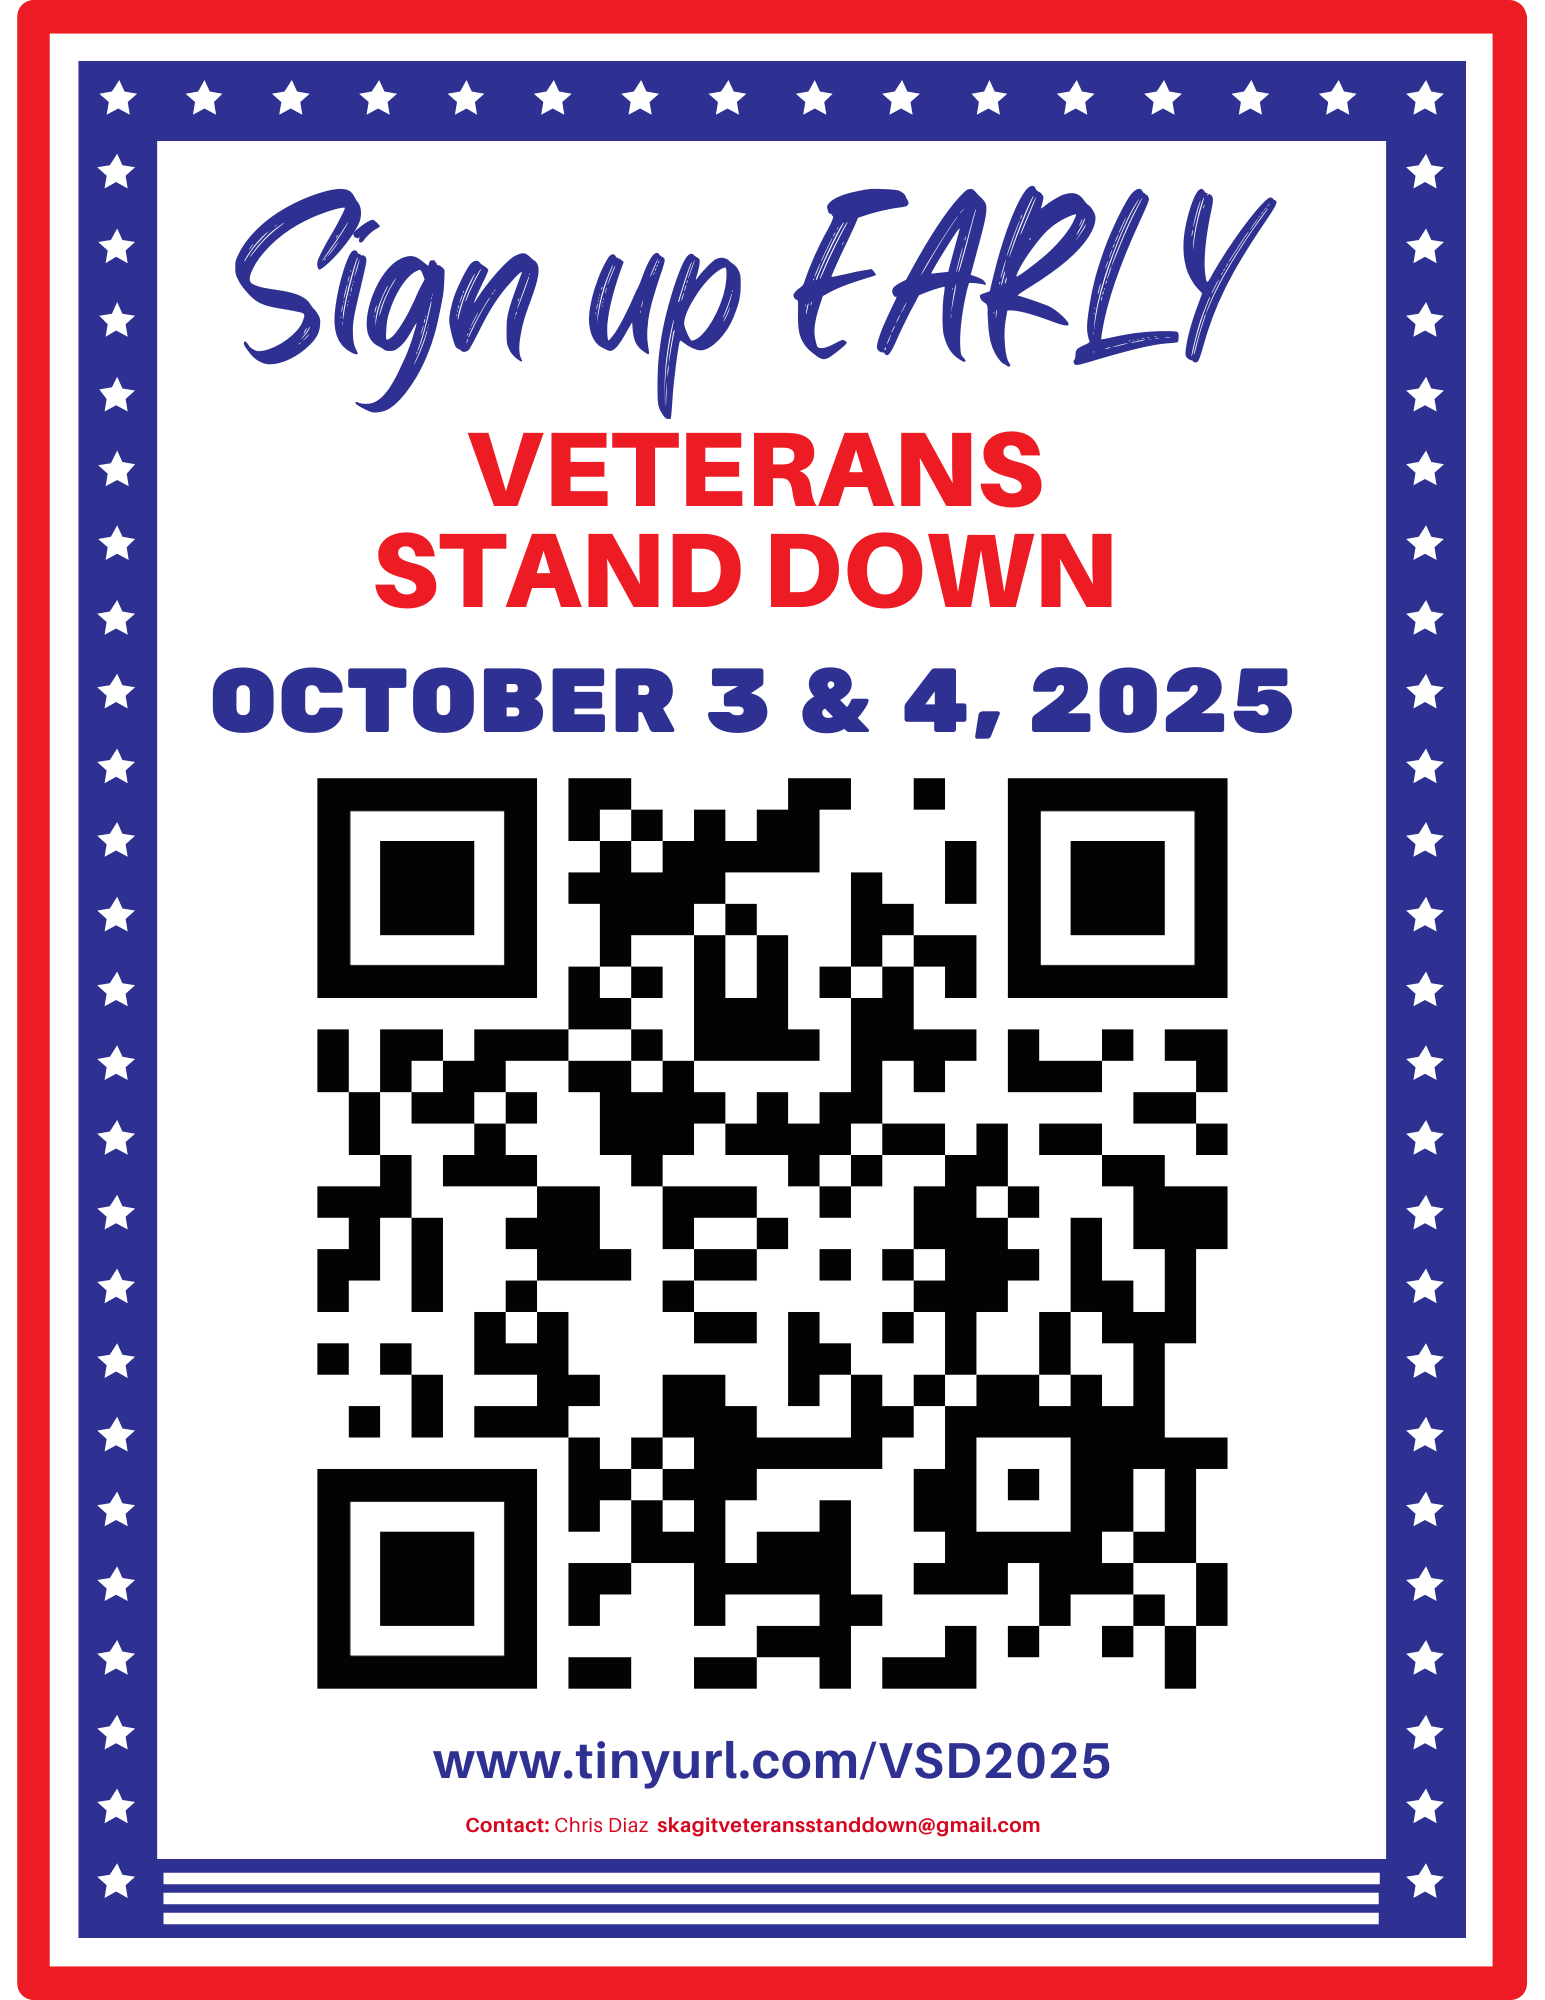 Sign up EARLY
VETERANS
STAND DOWN
OCTOBER 3 & 4, 2025
www.tinyurl.com/VSD2025
Contact: Chris Diaz skagitveteransstanddown@gmail.com